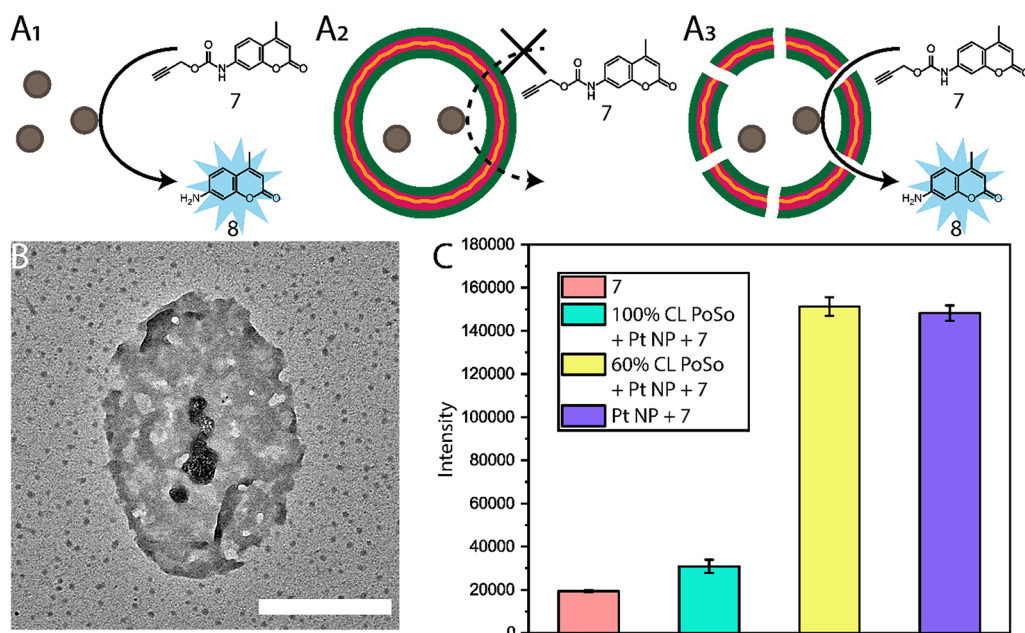 A1
A2
A3
O
O
N
H
O
O
7
O
O
N
H
O
O
7
O
O
N
H
O
O
7
H2N
O
O
8
H2N
O
O
8
B
C
180000
160000
140000
120000
100000
80000
60000
40000
20000
0
Intensity
7
100% CL PoSo
+ Pt NP + 7
60% CL PoSo
+ Pt NP + 7
Pt NP + 7